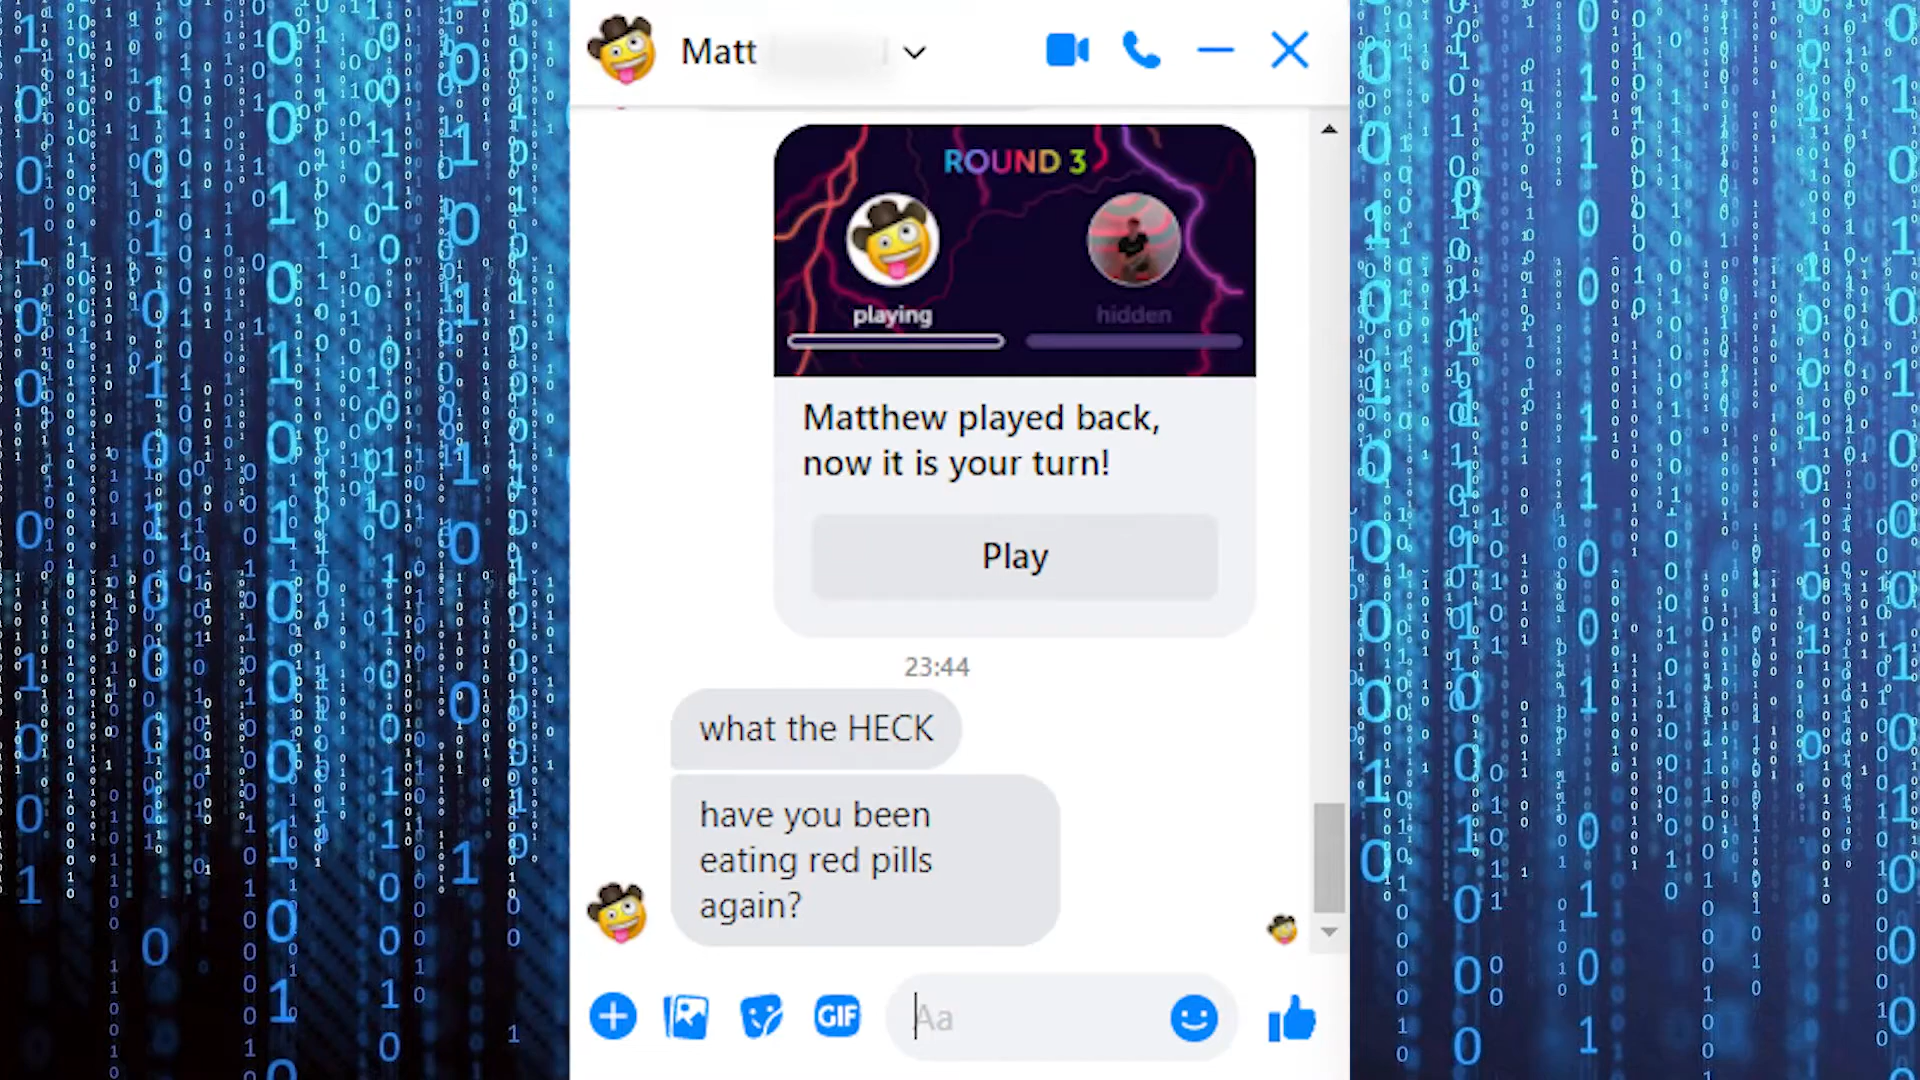 Matt
ROUND 3
playing
hidden
Matthew played back,
now it is your turn!
Play
23:44
what the HECK
have you been
eating red pills
again?
GIF
Aa